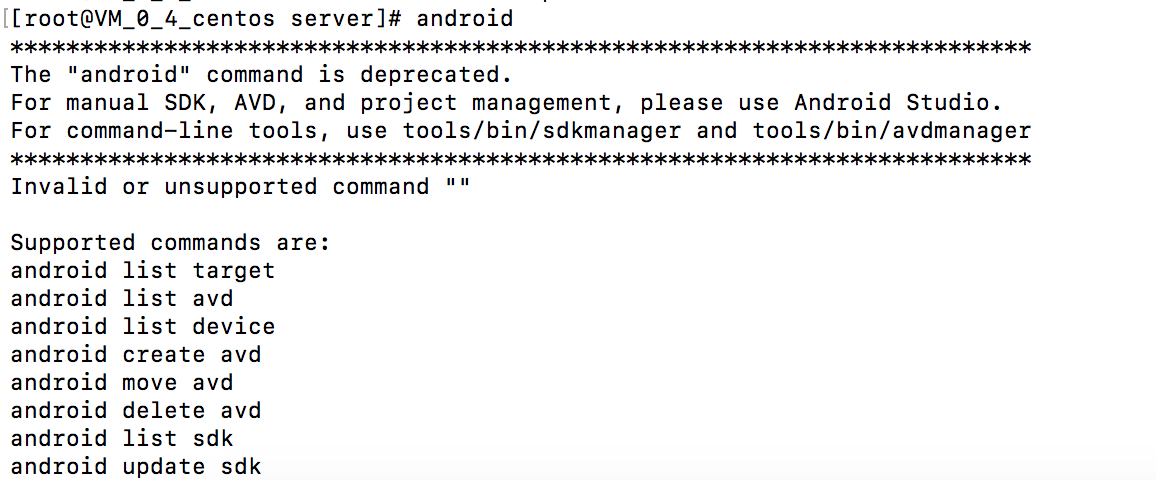 [[root@VM_0_4_centos server]# android
*************************************************************************
The "android" command is deprecated.
For manual SDK, AVD, and project management, please use Android Studio.
For command-line tools, use tools/bin/sdkmanager and tools/bin/avdmanager
*************************************************************************
Invalid or unsupported command ""

Supported commands are:
android list target
android list avd
android list device
android create avd
android move avd
android delete avd
android list sdk
android update sdk